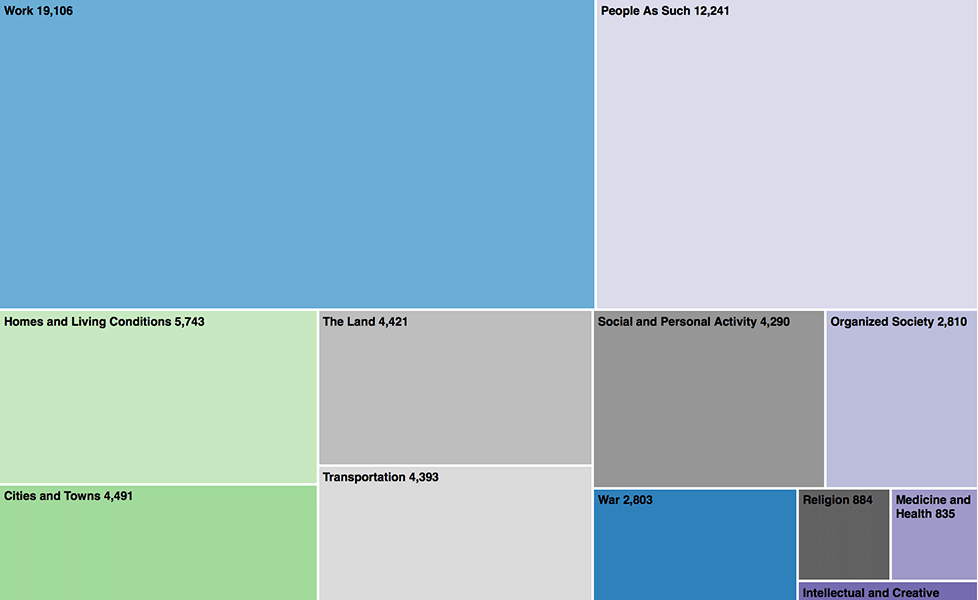 Work 19,106
People As Such 12,241
Homes and Living Conditions 5,743
The Land 4,421
Social and Personal Activity 4,290
Organized Society 2,810
Transportation 4,393
Cities and Towns 4,491
War 2,803
Religion 884
Medicine and
Health 835
Intellectual and Creative